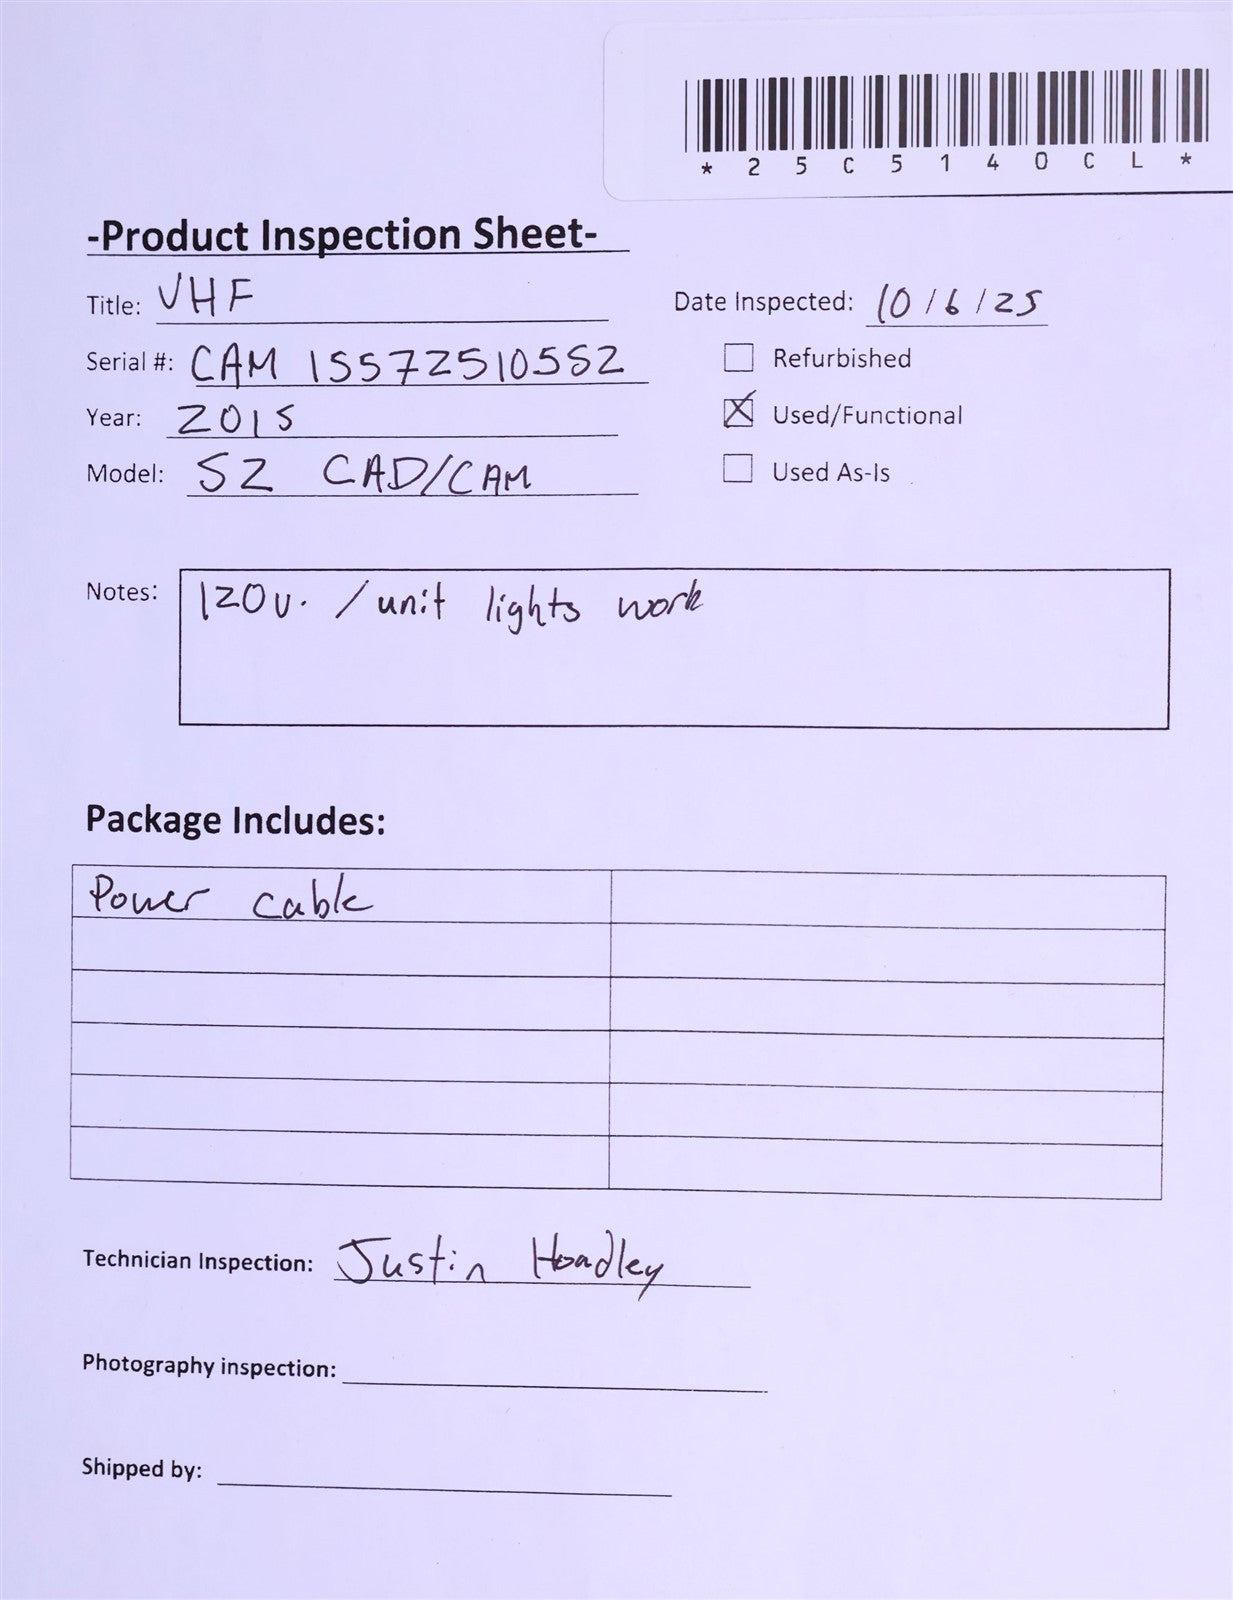 *25C5140CL*
-Product Inspection Sheet-
Title: VHF
Date Inspected: 10/6/25
Serial #: CAM 15572510552
Refurbished
Year: 2015
Used/Functional
Model: S2 CAD/CAM
Used As-Is
Notes: 120v. / unit lights work
Package Includes:
Power cable
Technician Inspection: Justin Hoadley
Photography inspection:
Shipped by: